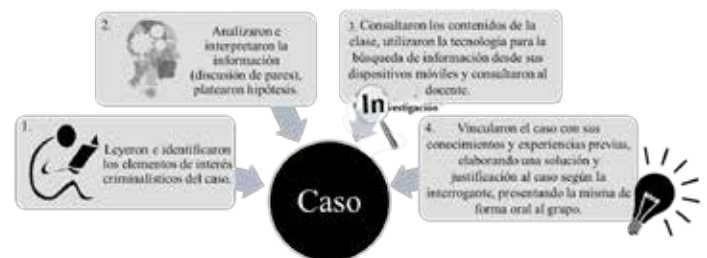 1.
Leyeron e identificaron
los elementos de interés
criminalísticos del caso.
2.
Analizaron e
interpretaron la
información
(discusión de pares),
platearon hipótesis.
3. Consultaron los contenidos de la
clase, utilizaron la tecnología para la
búsqueda de información desde sus
dispositivos móviles y consultaron al
docente.
Investigación
4. Vincularon el caso con sus
conocimientos y experiencias previas,
elaborando una solución y
justificación al caso según la
interrogante, presentando la misma de
forma oral al grupo.
Caso